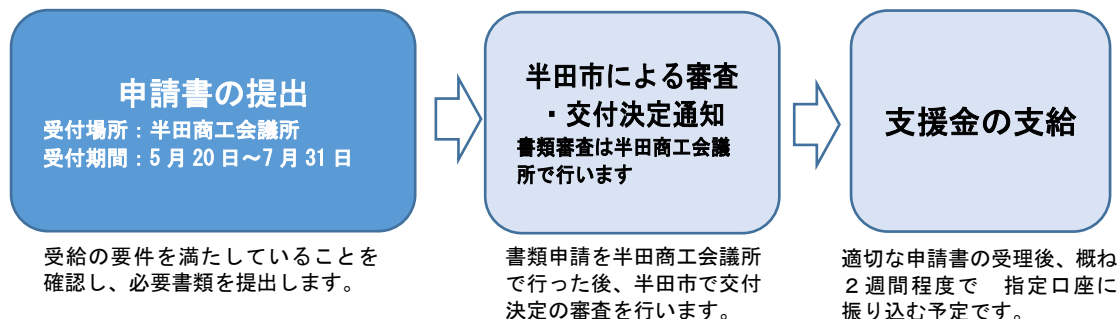 申請書の提出
受付場所：半田商工会議所
受付期間：5月20日～7月31日
受給の要件を満たしていることを
確認し、必要書類を提出します。
半田市による審査
・交付決定通知
書類審査は半田商工会議
所で行います
書類申請を半田商工会議所
で行った後、半田市で交付
決定の審査を行います。
支援金の支給
適切な申請書の受理後、概ね
２週間程度で　指定口座に
振り込む予定です。